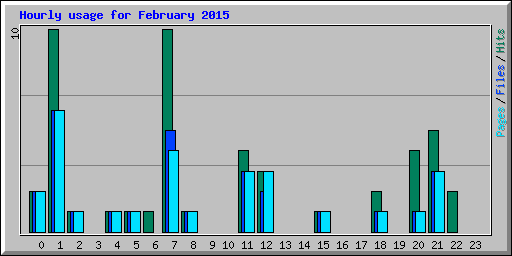 Hourly usage for February 2015
10
Pages/Files/Hits
0 1 2 3 4 5 6 7 8 9 10 11 12 13 14 15 16 17 18 19 20 21 22 23